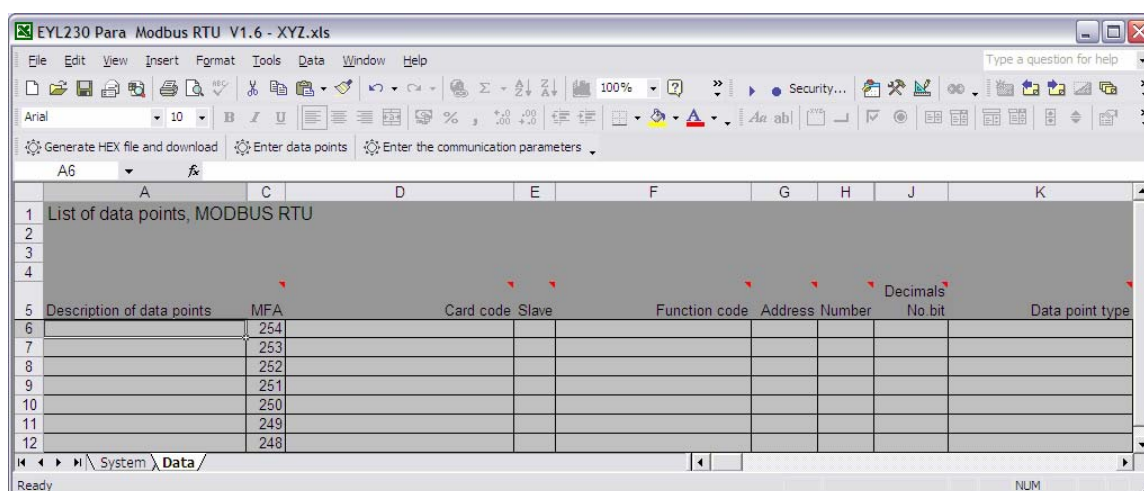 EYL230 Para Modbus RTU V1.6 - XYZ.xls
File Edit View Insert Format Tools Data Window Help Type a question for help
100% Security...
Arial 10 B I U % , Aa ab|
Generate HEX file and download Enter data points Enter the communication parameters
A6 fx
A C D E F G H J K
1 List of data points, MODBUS RTU
2
3
4
Decimals
5 Description of data points MFA Card code Slave Function code Address Number No.bit Data point type
6 254
7 253
8 252
9 251
10 250
11 249
12 248
System Data
Ready NUM